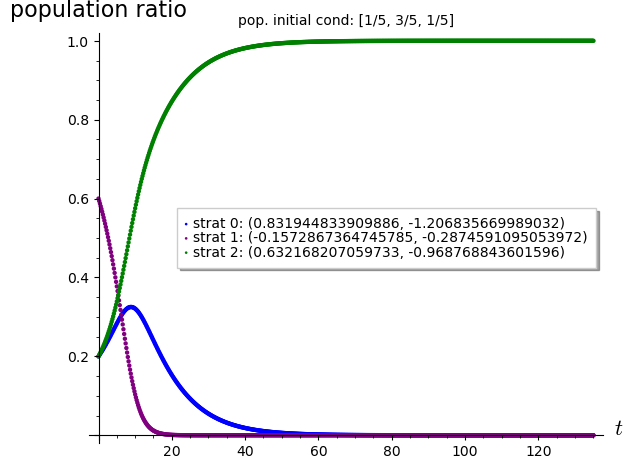 population ratio
pop. initial cond: [1/5, 3/5, 1/5]
1.0
0.8
0.6
strat 0: (0.831944833909886, -1.206835669989032)
strat 1: (-0.1572867364745785, -0.2874591095053972)
strat 2: (0.632168207059733, -0.968768843601596)
0.4
0.2
t
20 40 60 80 100 120